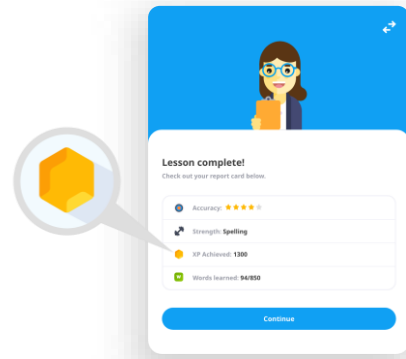 Lesson complete!
Check out your report card below.
Accuracy:
Strength: Spelling
XP Achieved: 1300
W Words learned: 94/850
Continue